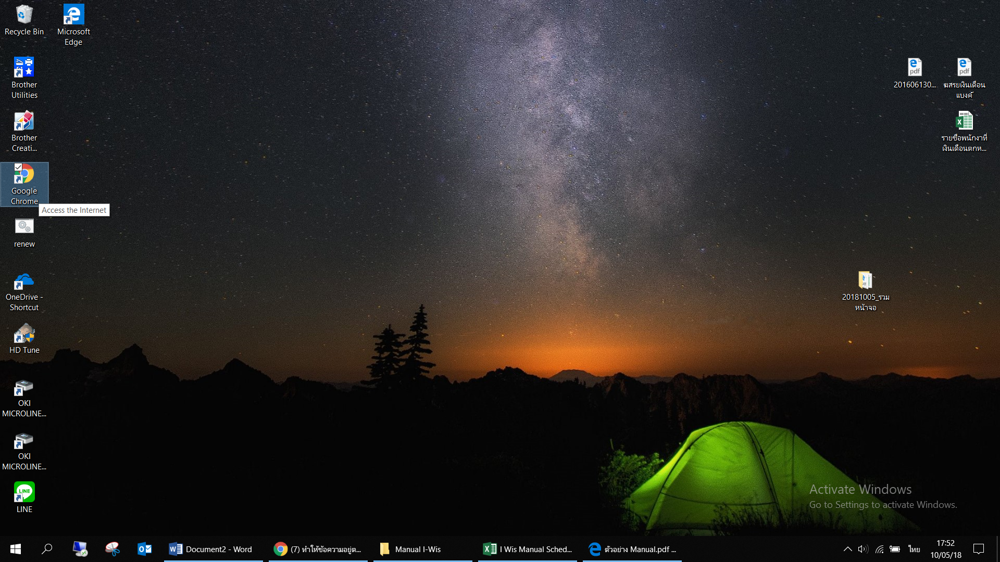 Recycle Bin
Microsoft
Edge
Brother
Utilities
Brother
Creati...
Google
Chrome
Access the Internet
renew
OneDrive -
Shortcut
HD Tune
OKI
MICROLINE...
OKI
MICROLINE...
LINE
LINE
pdf
201606130...
pdf
ฆสรยเงินเดือน
แบงค์
รายชื่อพนักงาที่
เงินเดือนตกห...
20181005_รวม
หน้าจอ
Activate Windows
Go to Settings to activate Windows.
Document2 - Word
(7) ทำให้ข้อความอยู่ต...
Manual I-Wis
I Wis Manual Sched...
ตัวอย่าง Manual.pdf ...
ไทย
17:52
10/05/18